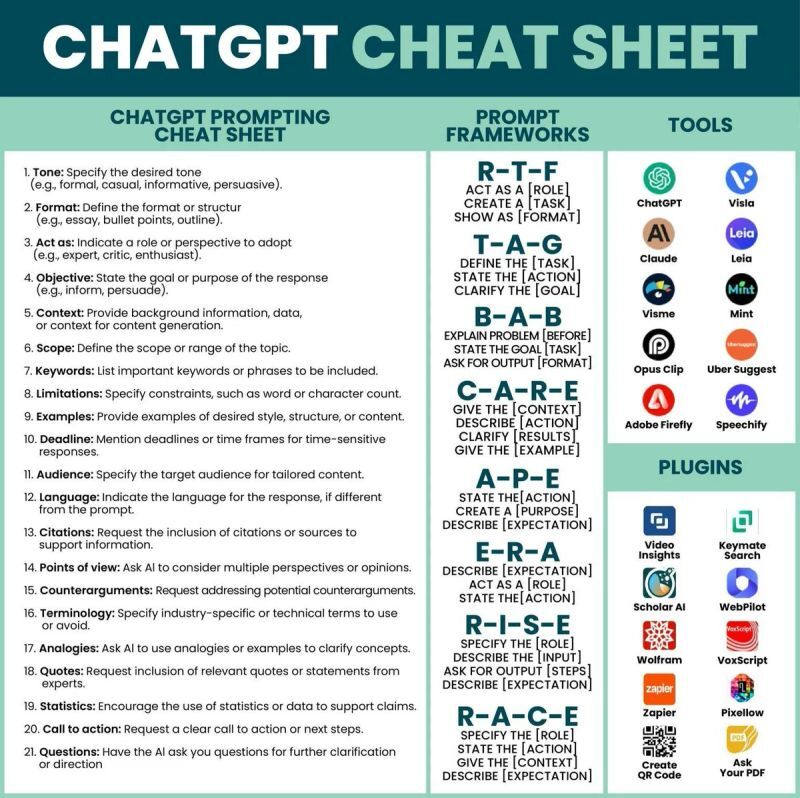 CHATGPT CHEAT SHEET
CHATGPT PROMPTING
CHEAT SHEET
1. Tone: Specify the desired tone
(e.g., formal, casual, informative, persuasive).
2. Format: Define the format or structur
(e.g., essay, bullet points, outline).
3. Act as: Indicate a role or perspective to adopt
(e.g., expert, critic, enthusiast).
4. Objective: State the goal or purpose of the response
(e.g., inform, persuade).
5. Context: Provide background information, data,
or context for content generation.
6. Scope: Define the scope or range of the topic.
7. Keywords: List important keywords or phrases to be included.
8. Limitations: Specify constraints, such as word or character count.
9. Examples: Provide examples of desired style, structure, or content.
10. Deadline: Mention deadlines or time frames for time-sensitive
responses.
11. Audience: Specify the target audience for tailored content.
12. Language: Indicate the language for the response, if different
from the prompt.
13. Citations: Request the inclusion of citations or sources to
support information.
14. Points of view: Ask AI to consider multiple perspectives or opinions.
15. Counterarguments: Request addressing potential counterarguments.
16. Terminology: Specify industry-specific or technical terms to use
or avoid.
17. Analogies: Ask AI to use analogies or examples to clarify concepts.
18. Quotes: Request inclusion of relevant quotes or statements from
experts.
19. Statistics: Encourage the use of statistics or data to support claims.
20. Call to action: Request a clear call to action or next steps.
21. Questions: Have the AI ask you questions for further clarification
or direction
PROMPT
FRAMEWORKS
R-T-F
ACT AS A [ROLE]
CREATE A [TASK]
SHOW AS [FORMAT]
T-A-G
DEFINE THE [TASK]
STATE THE [ACTION]
CLARIFY THE [GOAL]
B-A-B
EXPLAIN PROBLEM [BEFORE]
STATE THE GOAL [TASK]
ASK FOR OUTPUT [FORMAT]
C-A-R-E
GIVE THE [CONTEXT]
DESCRIBE [ACTION]
CLARIFY [RESULTS]
GIVE THE [EXAMPLE]
A-P-E
STATE THE[ACTION]
CREATE A [PURPOSE]
DESCRIBE [EXPECTATION]
E-R-A
DESCRIBE [EXPECTATION]
ACT AS A [ROLE]
STATE THE[ACTION]
R-I-S-E
SPECIFY THE [ROLE]
DESCRIBE THE [INPUT]
ASK FOR OUTPUT [STEPS]
DESCRIBE [EXPECTATION]
R-A-C-E
SPECIFY THE [ROLE]
STATE THE [ACTION]
GIVE THE [CONTEXT]
DESCRIBE [EXPECTATION]
TOOLS
ChatGPT
Visla
AI
Claude
Leia
Leia
Visme
Mint
Mint
Opus Clip
Ubersuggest
Uber Suggest
Adobe Firefly
Speechify
PLUGINS
Video
Insights
Keymate
Search
Scholar AI
WebPilot
Wolfram
VoxScript
VoxScript
zapier
Zapier
Pixellow
Create
QR Code
PDF
Ask
Your PDF